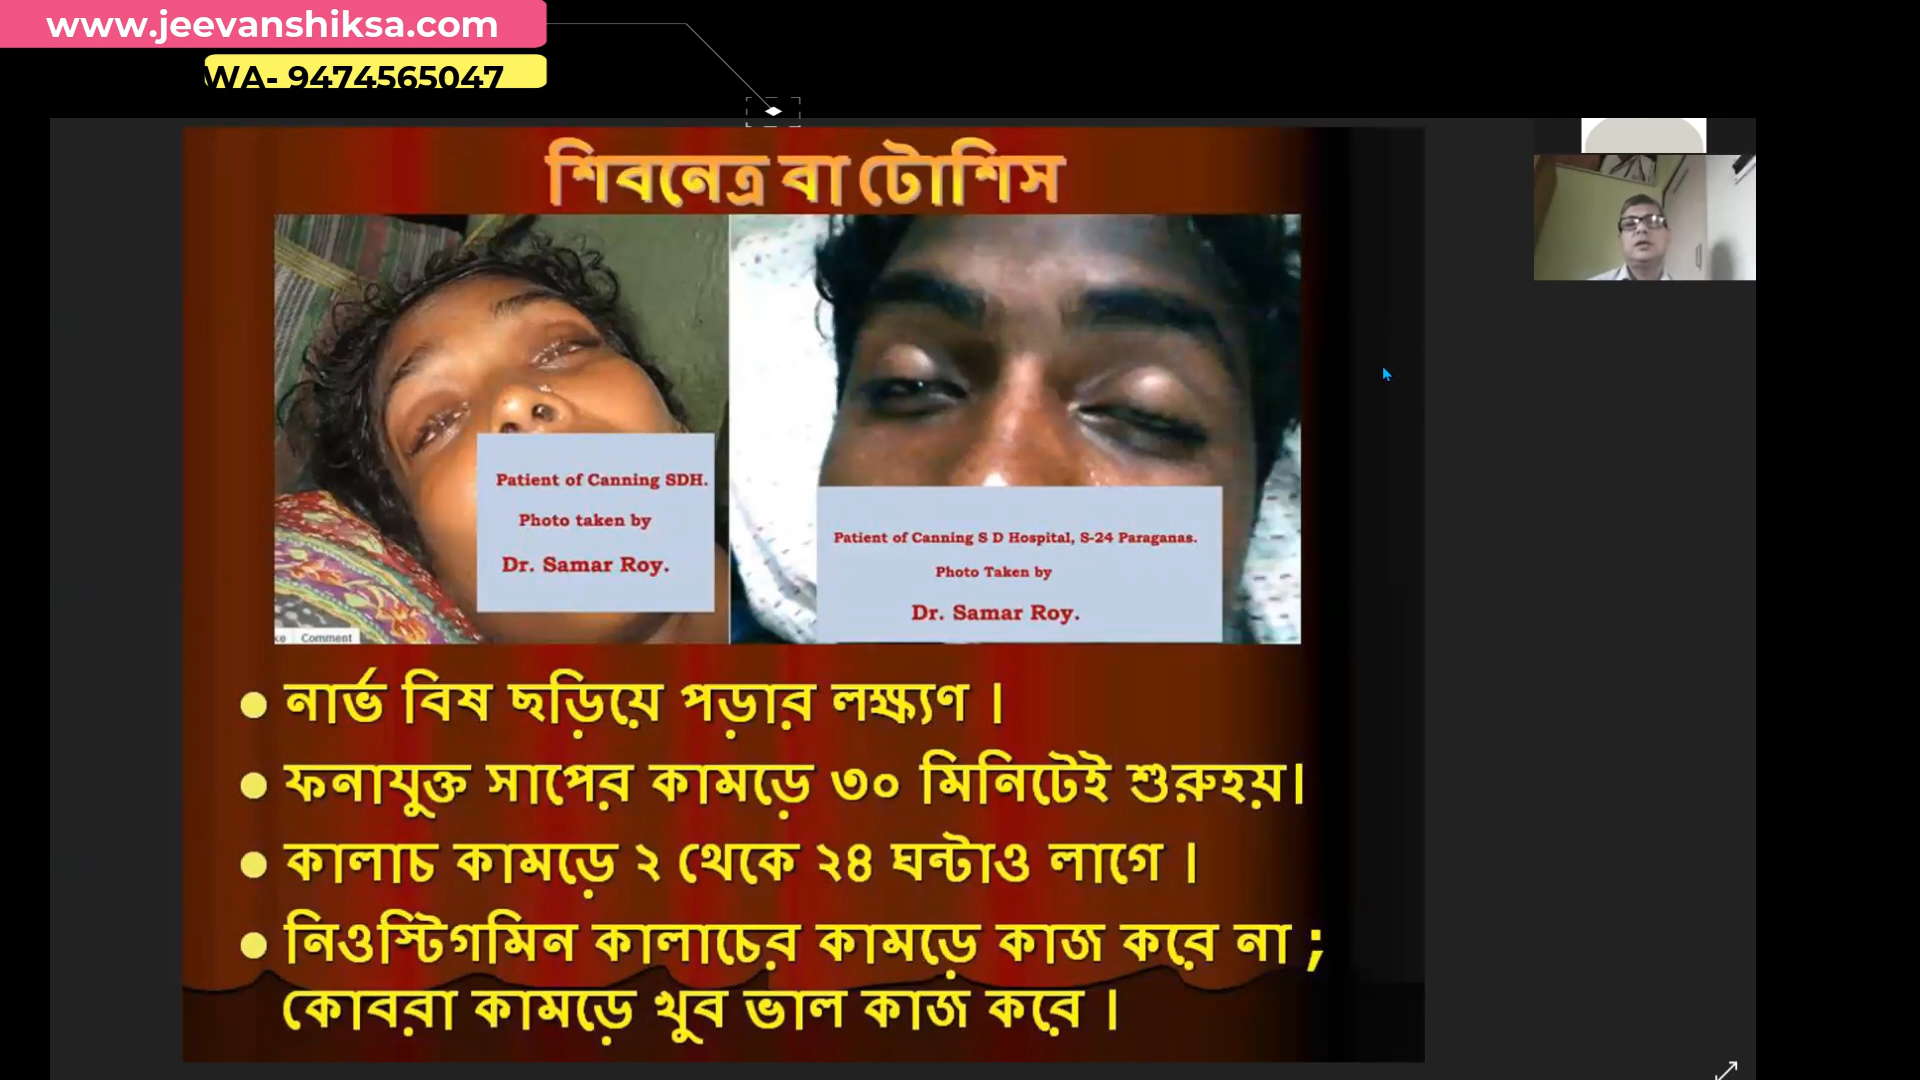 www.jeevanshiksa.com
WA- 9474565047
শিবনেত্র বা টোশিস
Patient of Canning SDH.
Photo taken by
Dr. Samar Roy.
Comment
Patient of Canning S D Hospital, S-24 Paraganas.
Photo Taken by
Dr. Samar Roy.
● নার্ভ বিষ ছড়িয়ে পড়ার লক্ষ্যণ ।
● ফনাযুক্ত সাপের কামড়ে ৩০ মিনিটেই শুরুহয়।
● কালাচ কামড়ে ২ থেকে ২৪ ঘন্টাও লাগে ।
● নিওস্টিগমিন কালাচের কামড়ে কাজ করে না ;
কোবরা কামড়ে খুব ভাল কাজ করে ।